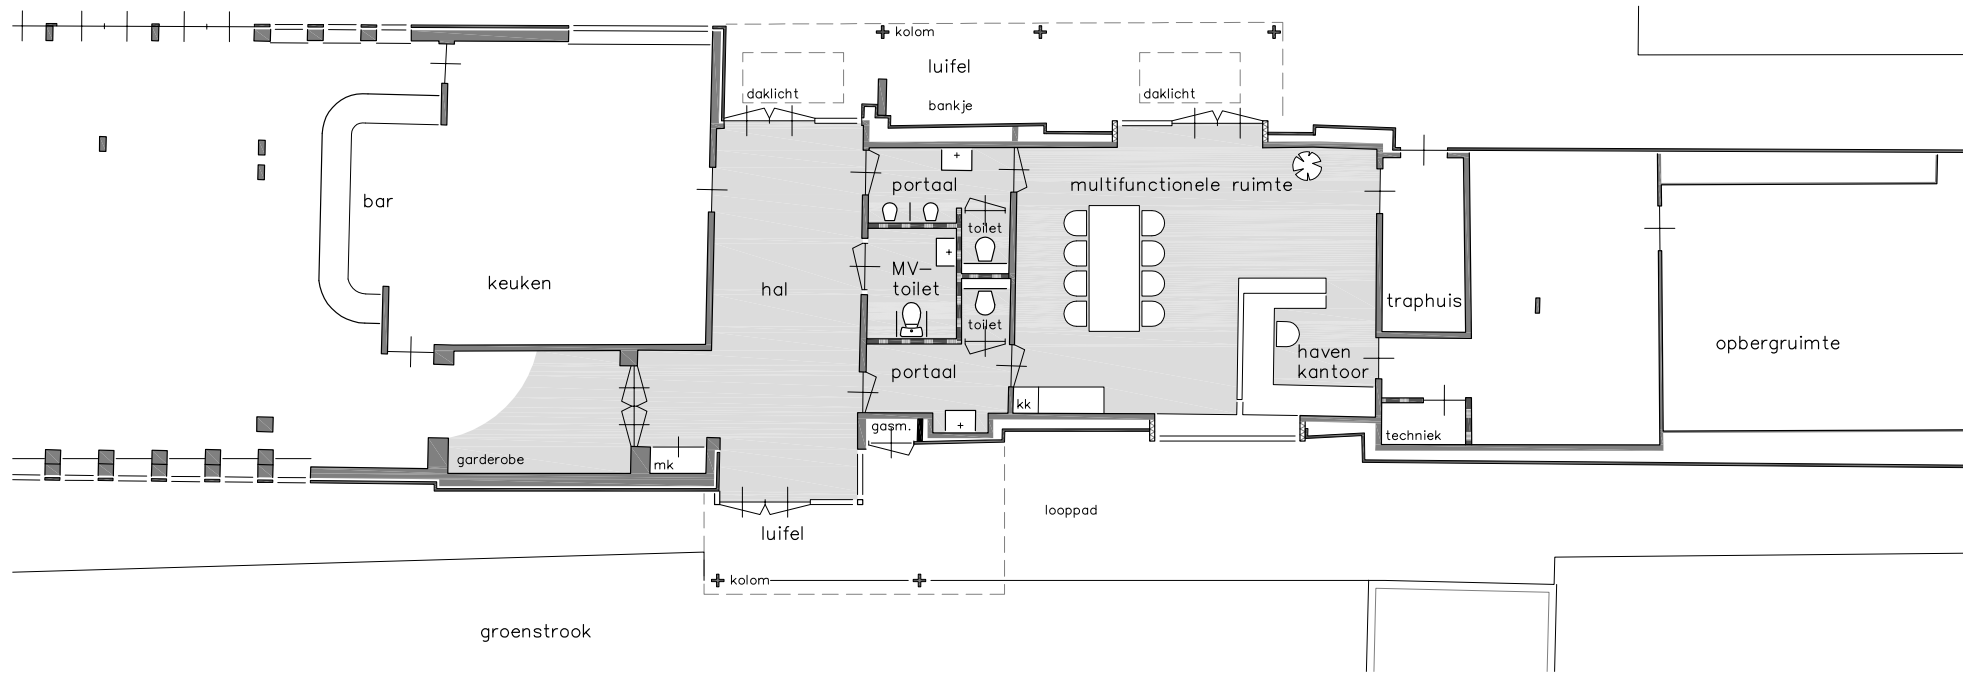 kolom
luifel
daklicht
daklicht
bankje
portaal
multifunctionele ruimte
bar
toilet
MV-
toilet
keuken
hal
traphuis
toilet
opbergruimte
haven
kantoor
portaal
kk
gasm.
techniek
garderobe
mk
looppad
luifel
kolom
groenstrook